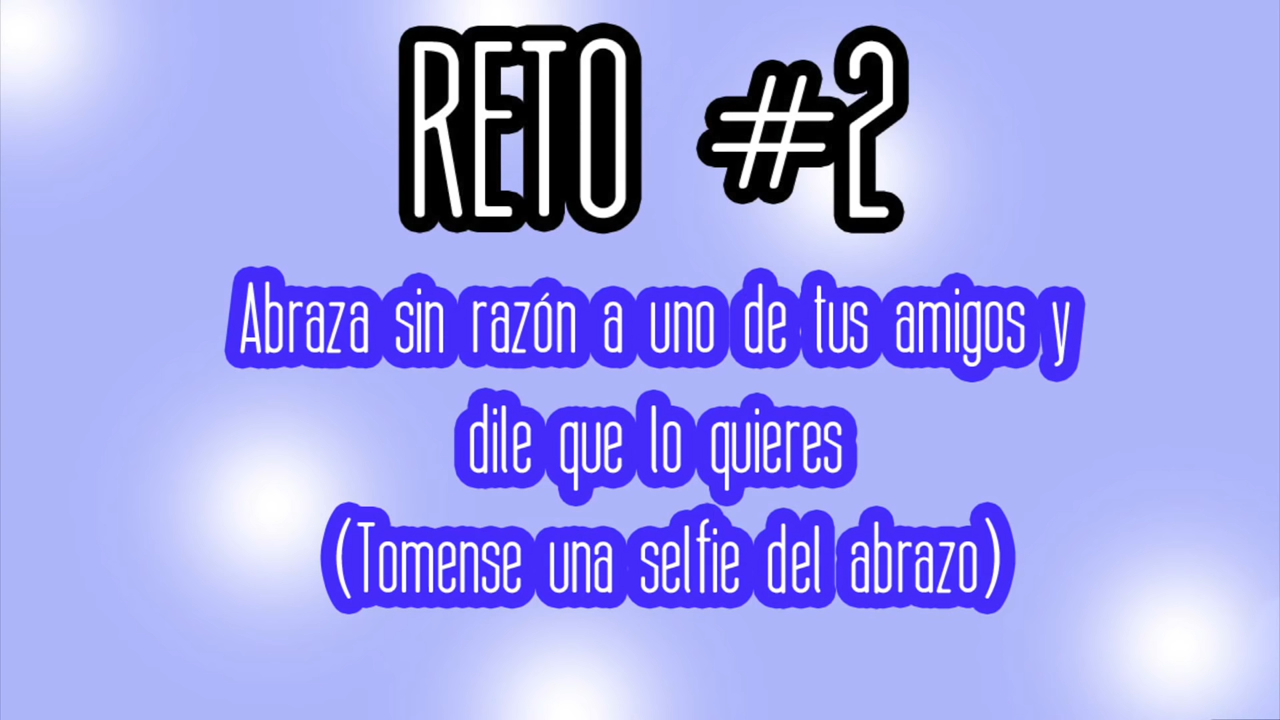 RETO #2
Abraza sin razón a uno de tus amigos y
dile que lo quieres
(Tomense una selfie del abrazo)